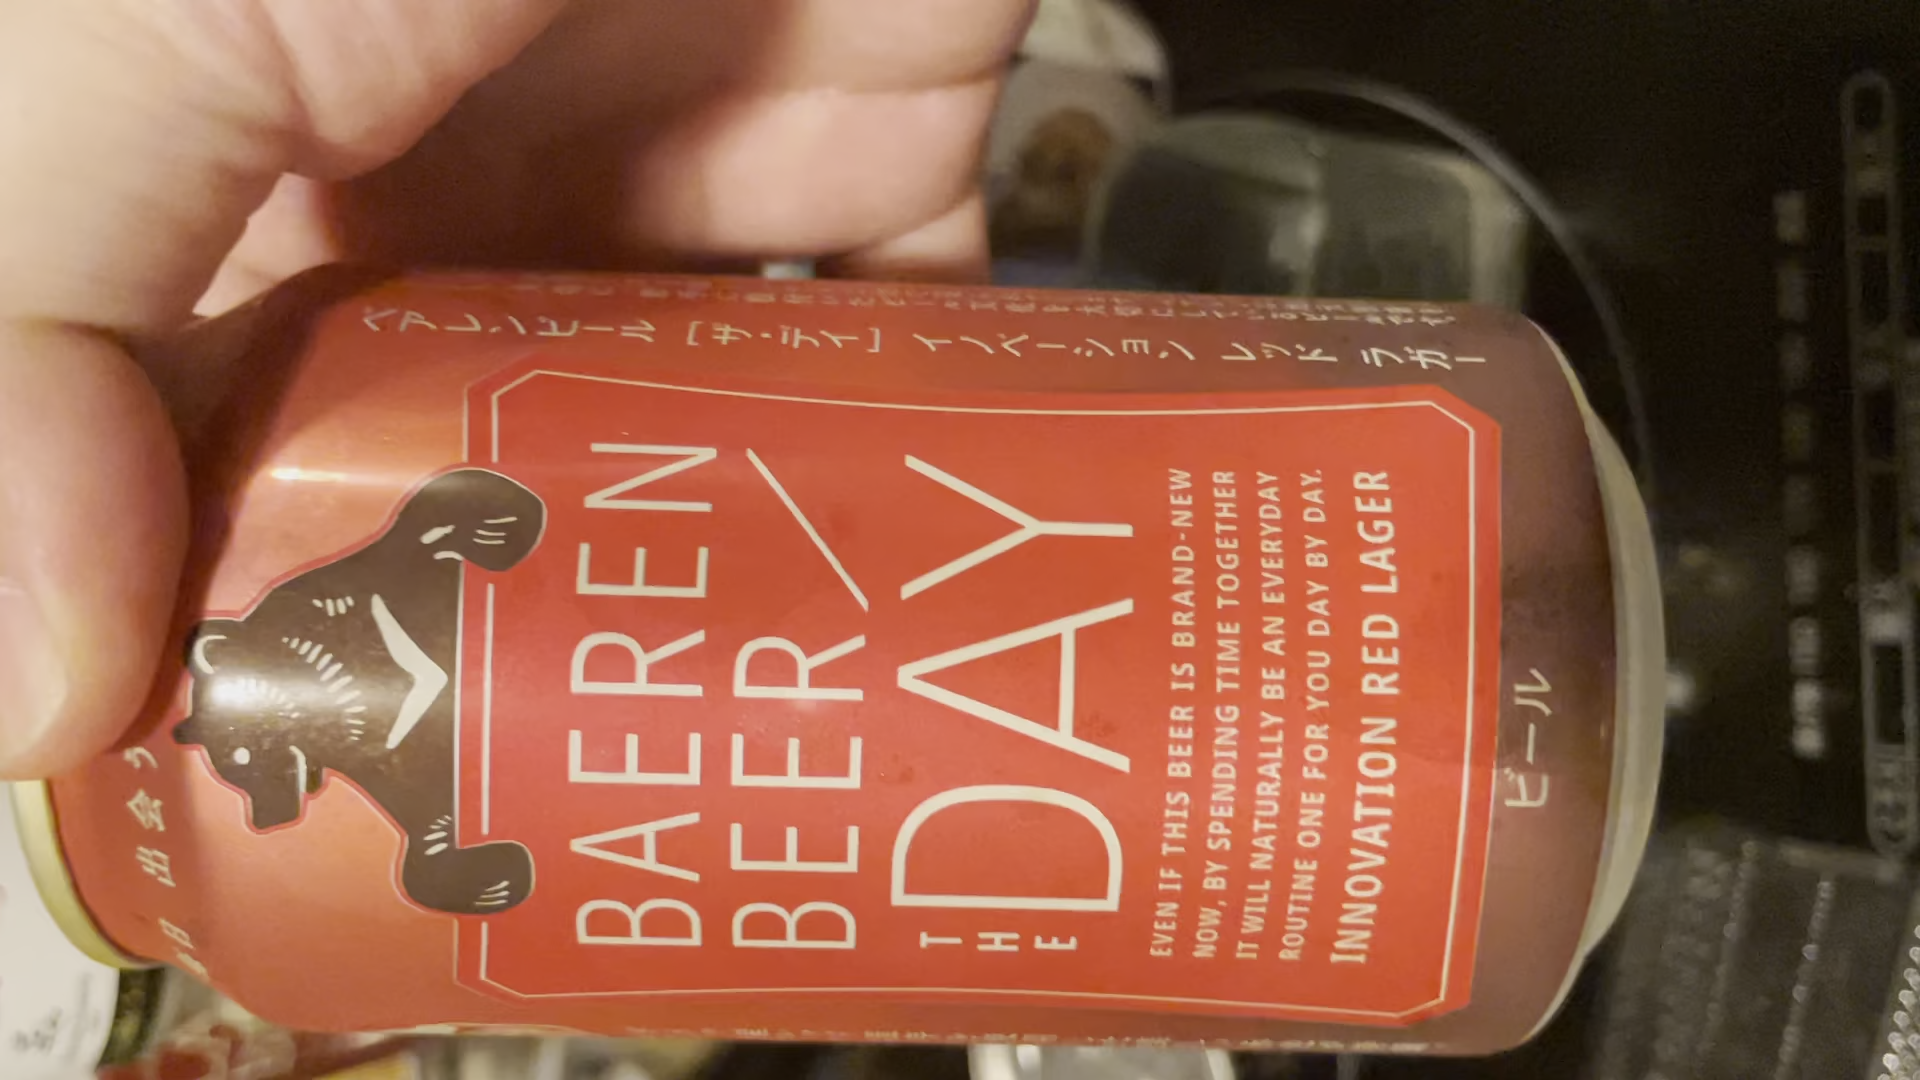 出会う
BAEREN
BEER/
THE DAY
EVEN IF THIS BEER IS BRAND-NEW
NOW, BY SPENDING TIME TOGETHER
IT WILL NATURALLY BE AN EVERYDAY
ROUTINE ONE FOR YOU DAY BY DAY.
INNOVATION RED LAGER
ビール
ベアレンビール [ザ・デイ] イノベーション レッド ラガー